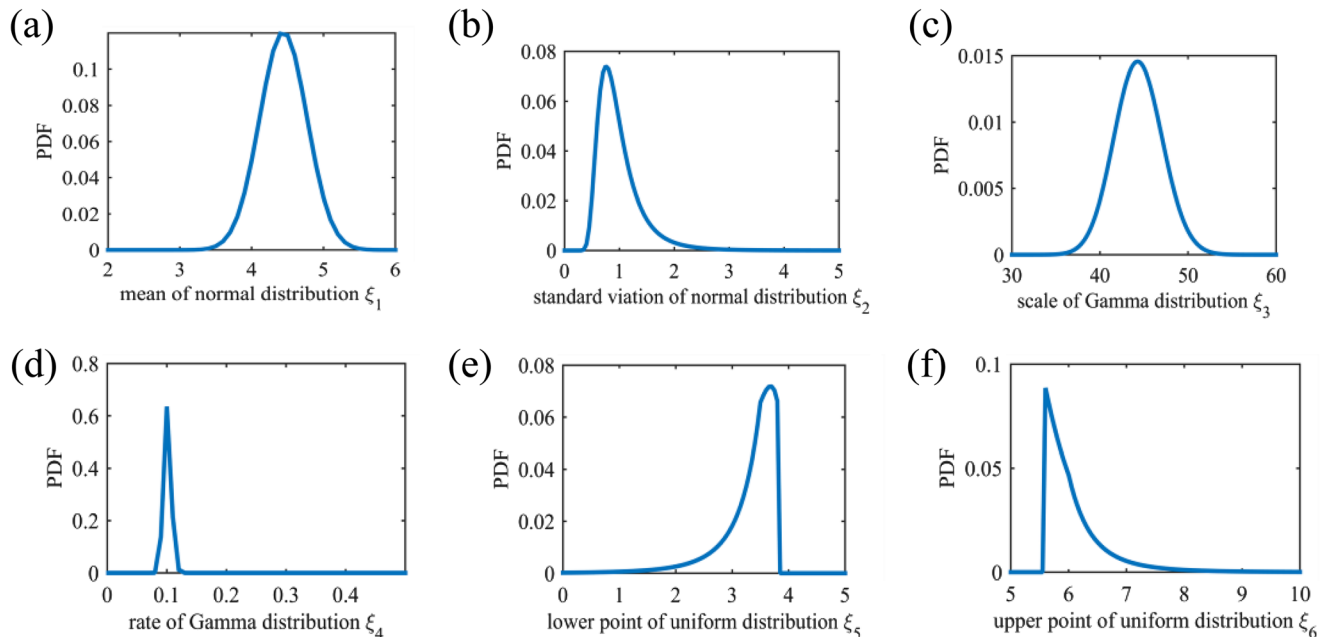 (a)
0.1
0.08
0.06
0.04
0.02
0
2 3 4 5 6
PDF
mean of normal distribution ξ1
(b)
0.08
0.06
0.04
0.02
0
0 1 2 3 4 5
PDF
standard viation of normal distribution ξ2
(c)
0.015
0.01
0.005
0
30 40 50 60
PDF
scale of Gamma distribution ξ3
(d)
0.8
0.6
0.4
0.2
0
0 0.1 0.2 0.3 0.4
PDF
rate of Gamma distribution ξ4
(e)
0.08
0.06
0.04
0.02
0
0 1 2 3 4 5
PDF
lower point of uniform distribution ξ5
(f)
0.1
0.05
0
5 6 7 8 9 10
PDF
upper point of uniform distribution ξ6